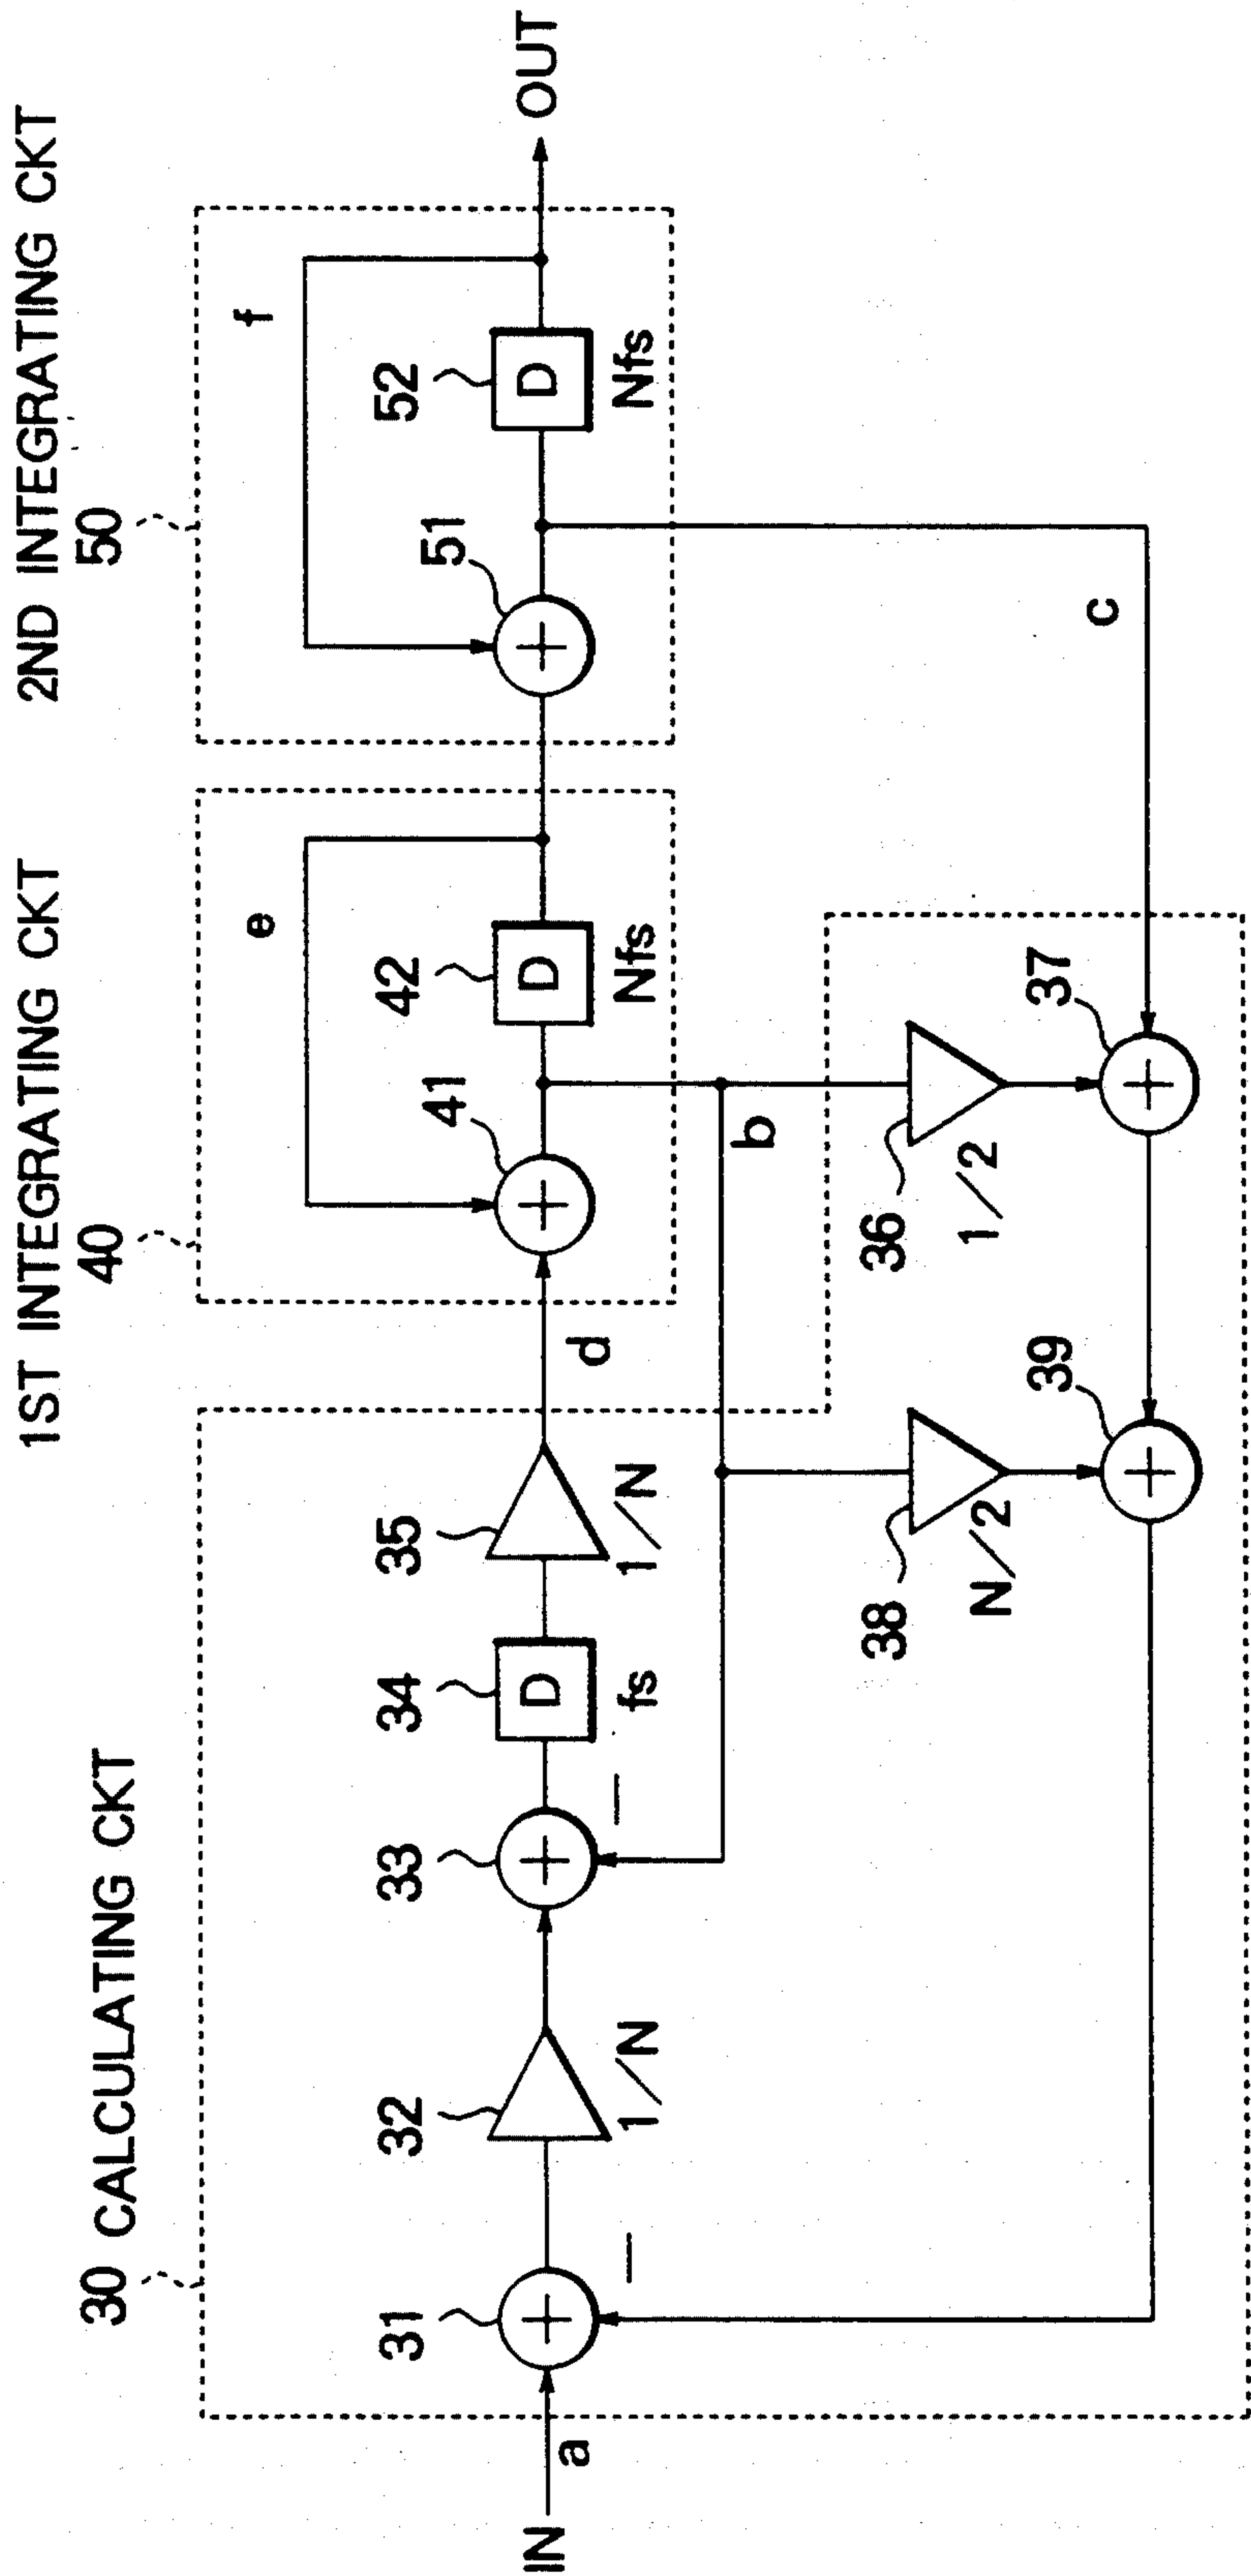 30 CALCULATING CKT
1ST INTEGRATING CKT
40
2ND INTEGRATING CKT
50
IN
a
31
+
−
32
1/N
33
+
−
34
D
fs
35
1/N
d
41
+
42
D
Nfs
e
51
+
52
D
Nfs
f
OUT
b
c
38
N/2
36
1/2
39
+
37
+